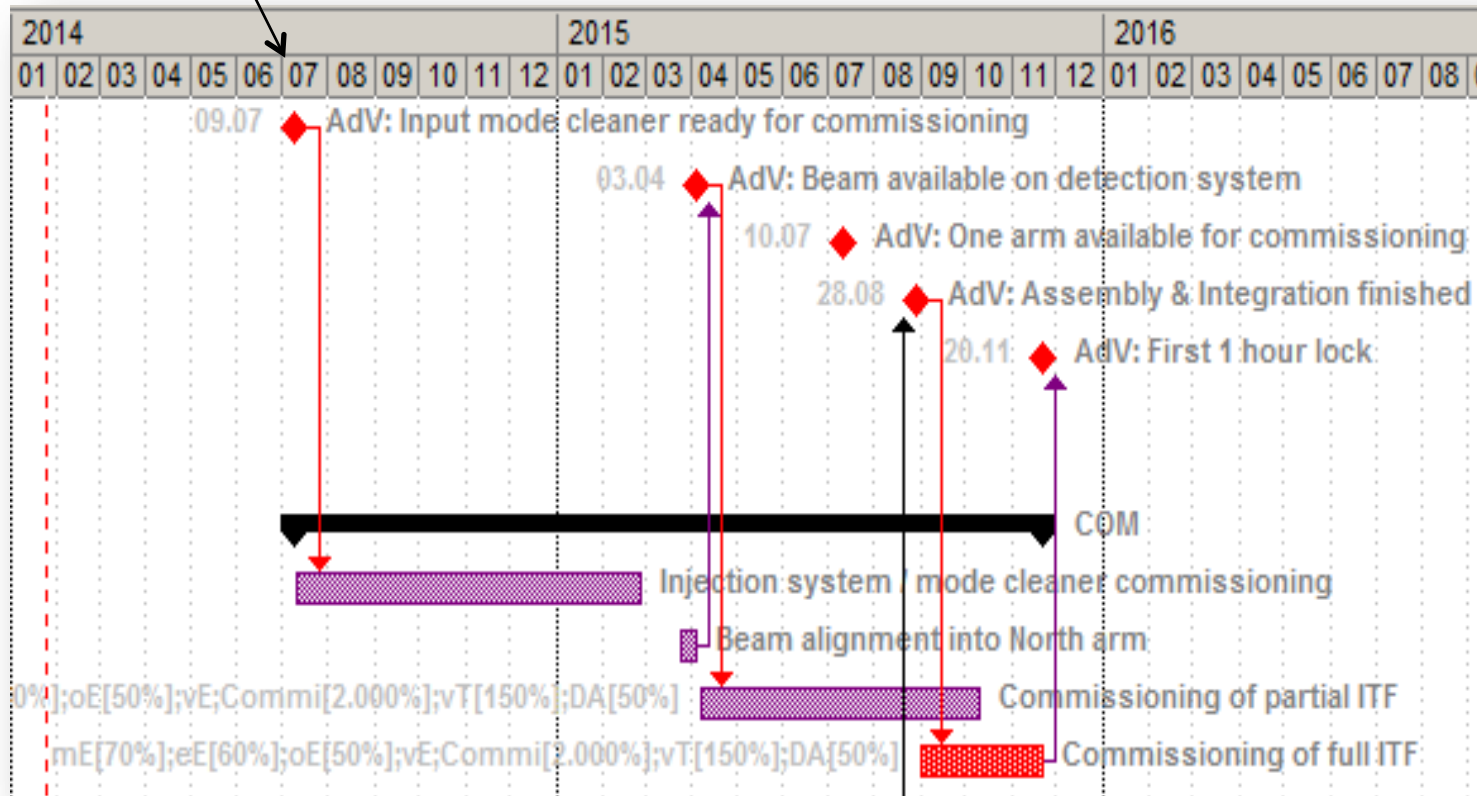 2014 2015 2016
01 02 03 04 05 06 07 08 09 10 11 12 01 02 03 04 05 06 07 08 09 10 11 12 01 02 03 04 05 06 07 08
09.07 AdV: Input mode cleaner ready for commissioning
03.04 AdV: Beam available on detection system
10.07 AdV: One arm available for commissioning
28.08 AdV: Assembly & Integration finished
20.11 AdV: First 1 hour lock
COM
Injection system / mode cleaner commissioning
Beam alignment into North arm
0%];oE[50%];vE;Commi[2.000%];vT[150%];DA[50%] Commissioning of partial ITF
mE[70%];eE[60%];oE[50%];vE;Commi[2.000%];vT[150%];DA[50%] Commissioning of full ITF